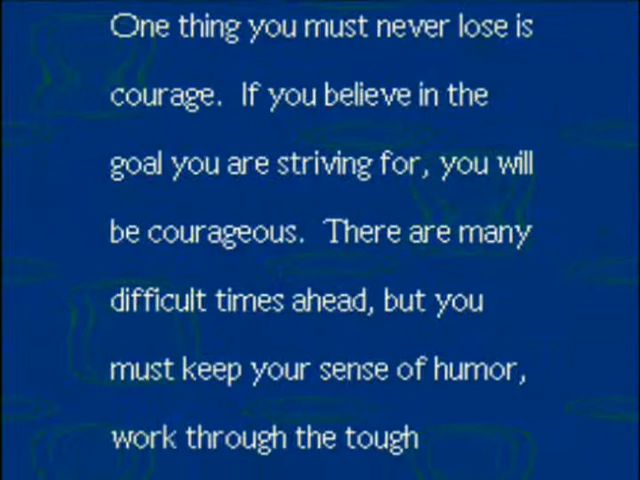 One thing you must never lose is
courage.  If you believe in the
goal you are striving for, you will
be courageous.  There are many
difficult times ahead, but you
must keep your sense of humor,
work through the tough